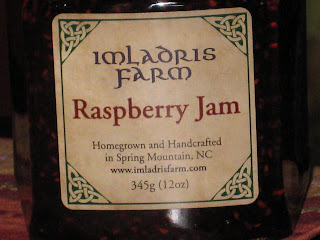 IMLADRIS
FARM
Raspberry Jam
Homegrown and Handcrafted
in Spring Mountain, NC
www.imladrisfarm.com
345g (12oz)